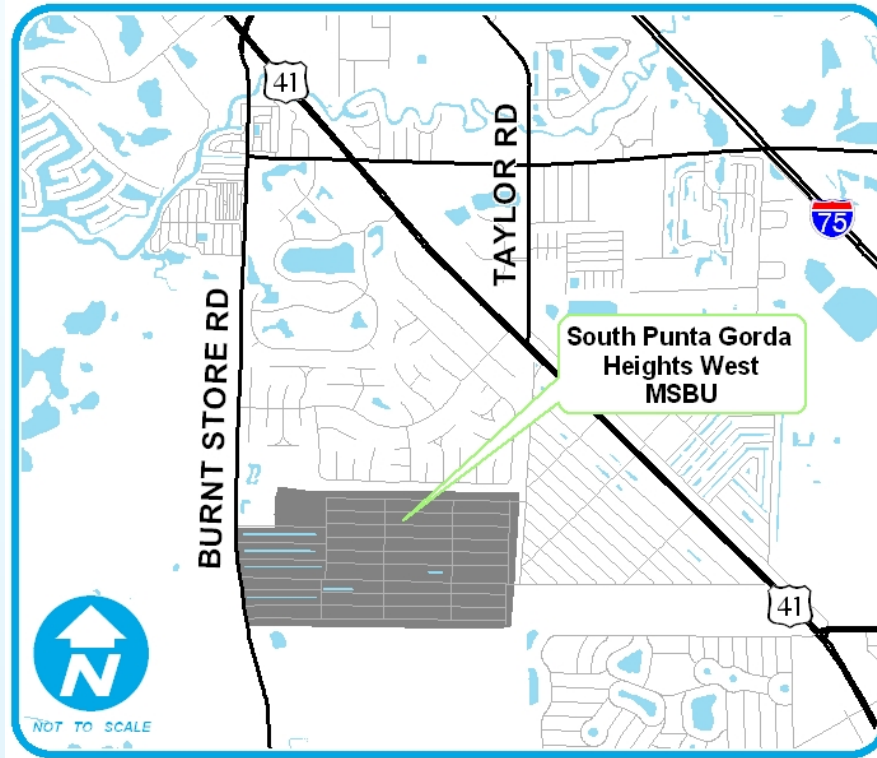 41
TAYLOR RD
75
BURNT STORE RD
South Punta Gorda
Heights West
MSBU
41
N
NOT TO SCALE